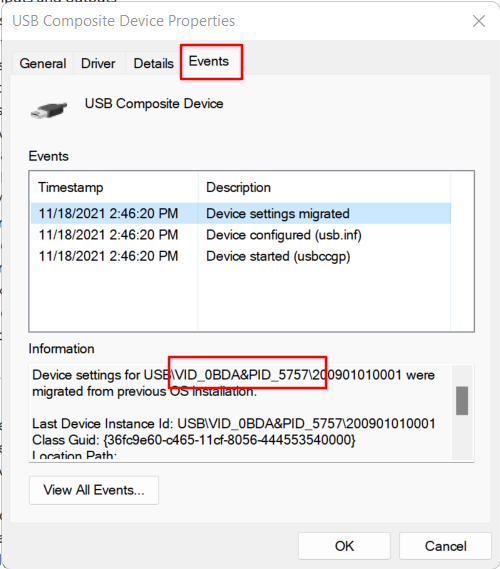 USB Composite Device Properties
General Driver Details Events
USB Composite Device
Events
Timestamp Description
11/18/2021 2:46:20 PM Device settings migrated
11/18/2021 2:46:20 PM Device configured (usb.inf)
11/18/2021 2:46:20 PM Device started (usbccgp)
Information
Device settings for USB\VID_0BDA&PID_5757\200901010001 were
migrated from previous OS installation.
Last Device Instance Id: USB\VID_0BDA&PID_5757\200901010001
Class Guid: {36fc9e60-c465-11cf-8056-444553540000}
Location Path:
View All Events...
OK Cancel